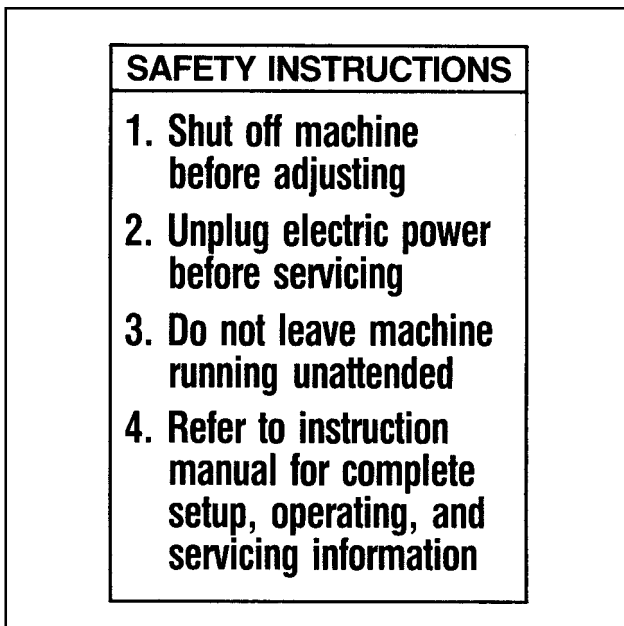 SAFETY INSTRUCTIONS
1. Shut off machine
before adjusting
2. Unplug electric power
before servicing
3. Do not leave machine
running unattended
4. Refer to instruction
manual for complete
setup, operating, and
servicing information